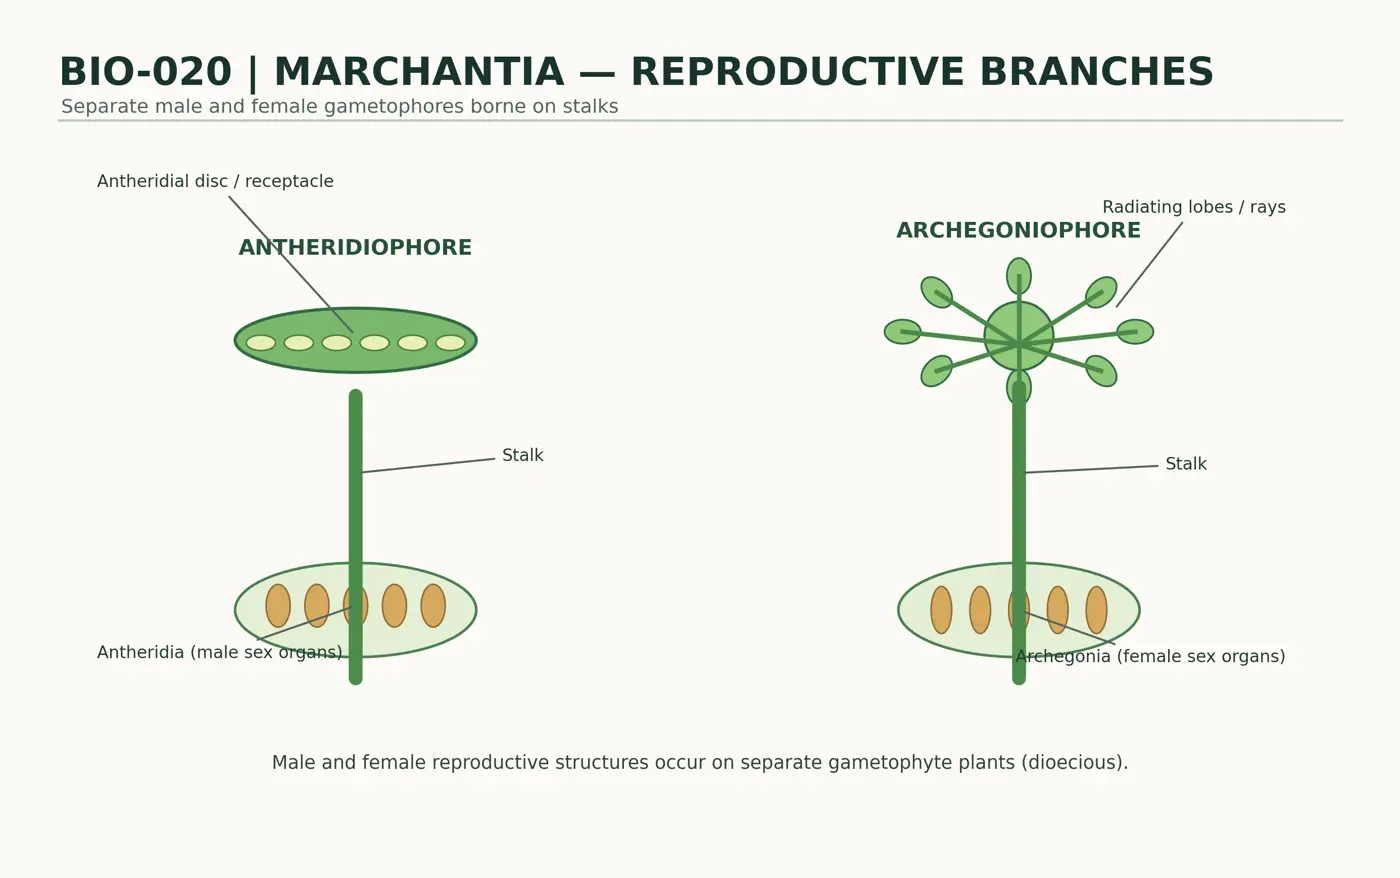 BIO-020 | MARCHANTIA — REPRODUCTIVE BRANCHES
Separate male and female gametophores borne on stalks
Antheridial disc / receptacle
Radiating lobes / rays
ANTHERIDIOPHORE
ARCHEGONIOPHORE
Stalk
Stalk
Antheridia (male sex organs)
Archegonia (female sex organs)
Male and female reproductive structures occur on separate gametophyte plants (dioecious).